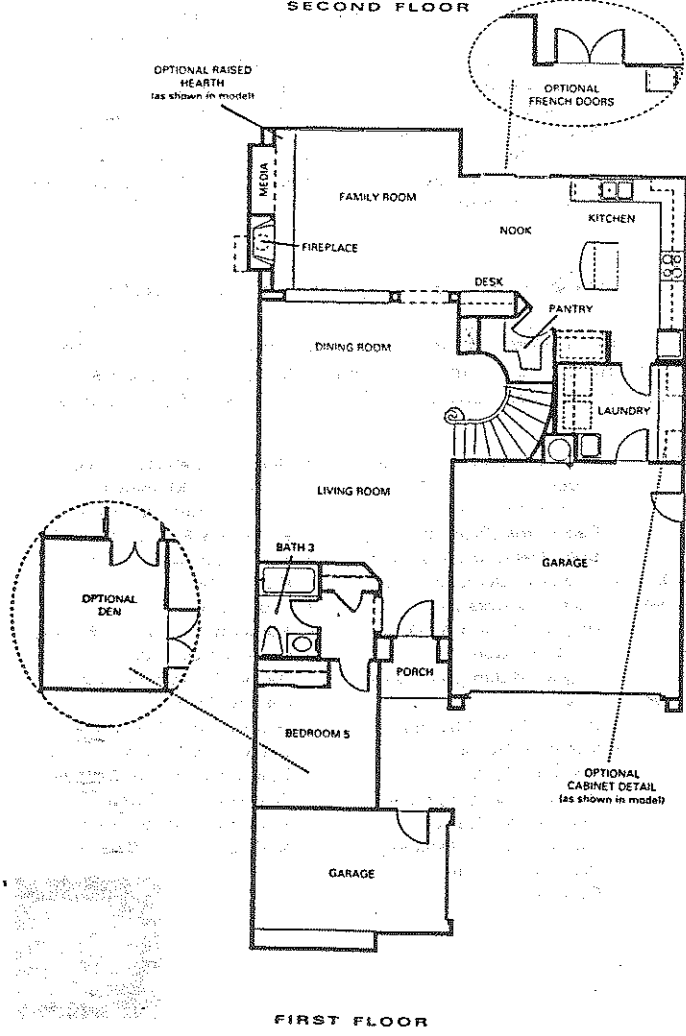 SECOND FLOOR
OPTIONAL RAISED
HEARTH
(as shown in model)
OPTIONAL
FRENCH DOORS
MEDIA
FAMILY ROOM
KITCHEN
NOOK
FIREPLACE
DESK
PANTRY
DINING ROOM
LAUNDRY
LIVING ROOM
BATH 3
GARAGE
OPTIONAL
DEN
PORCH
BEDROOM 5
OPTIONAL
CABINET DETAIL
(as shown in model)
GARAGE
FIRST FLOOR